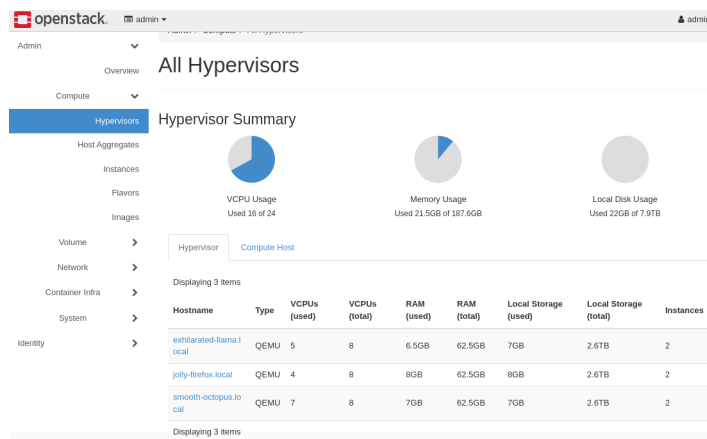 openstack. admin admin
Admin
Overview
Compute
Hypervisors
Host Aggregates
Instances
Flavors
Images
Volume
Network
Container Infra
System
Identity
All Hypervisors
Hypervisor Summary
VCPU Usage
Used 16 of 24
Memory Usage
Used 21.5GB of 187.6GB
Local Disk Usage
Used 22GB of 7.9TB
Hypervisor Compute Host
Displaying 3 items
Hostname Type VCPUs (used) VCPUs (total) RAM (used) RAM (total) Local Storage (used) Local Storage (total) Instances
exhilarated-llama.l
ocal QEMU 5 8 6.5GB 62.5GB 7GB 2.6TB 2
jolly-firefox.local QEMU 4 8 8GB 62.5GB 8GB 2.6TB 2
smooth-octopus.lo
cal QEMU 7 8 7GB 62.5GB 7GB 2.6TB 2
Displaying 3 items